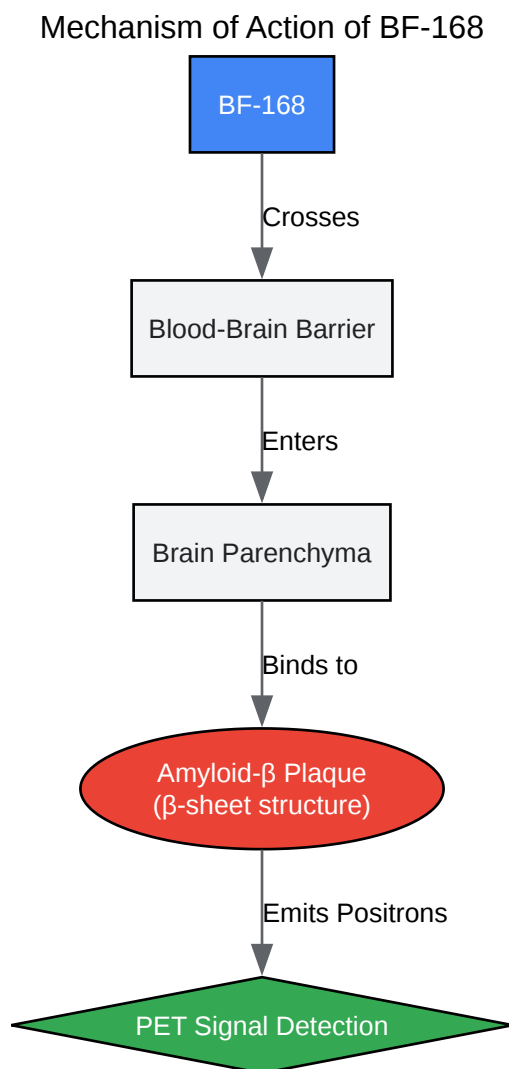 Mechanism of Action of BF-168
BF-168
Crosses
Blood-Brain Barrier
Enters
Brain Parenchyma
Binds to
Amyloid-β Plaque
(β-sheet structure)
Emits Positrons
PET Signal Detection